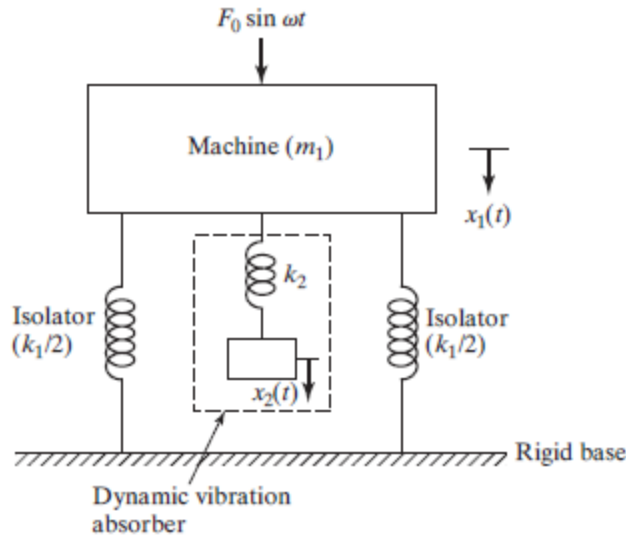 F₀ sin ωt
Machine (m₁)
x₁(t)
k₂
Isolator
(k₁/2)
Isolator
(k₁/2)
x₂(t)
Rigid base
Dynamic vibration
absorber